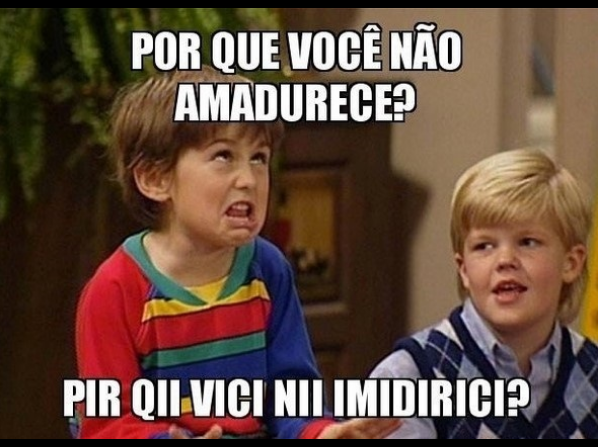 POR QUE VOCÊ NÃO
AMADURECE?
PIR QII VICI NII IMIDIRICI?